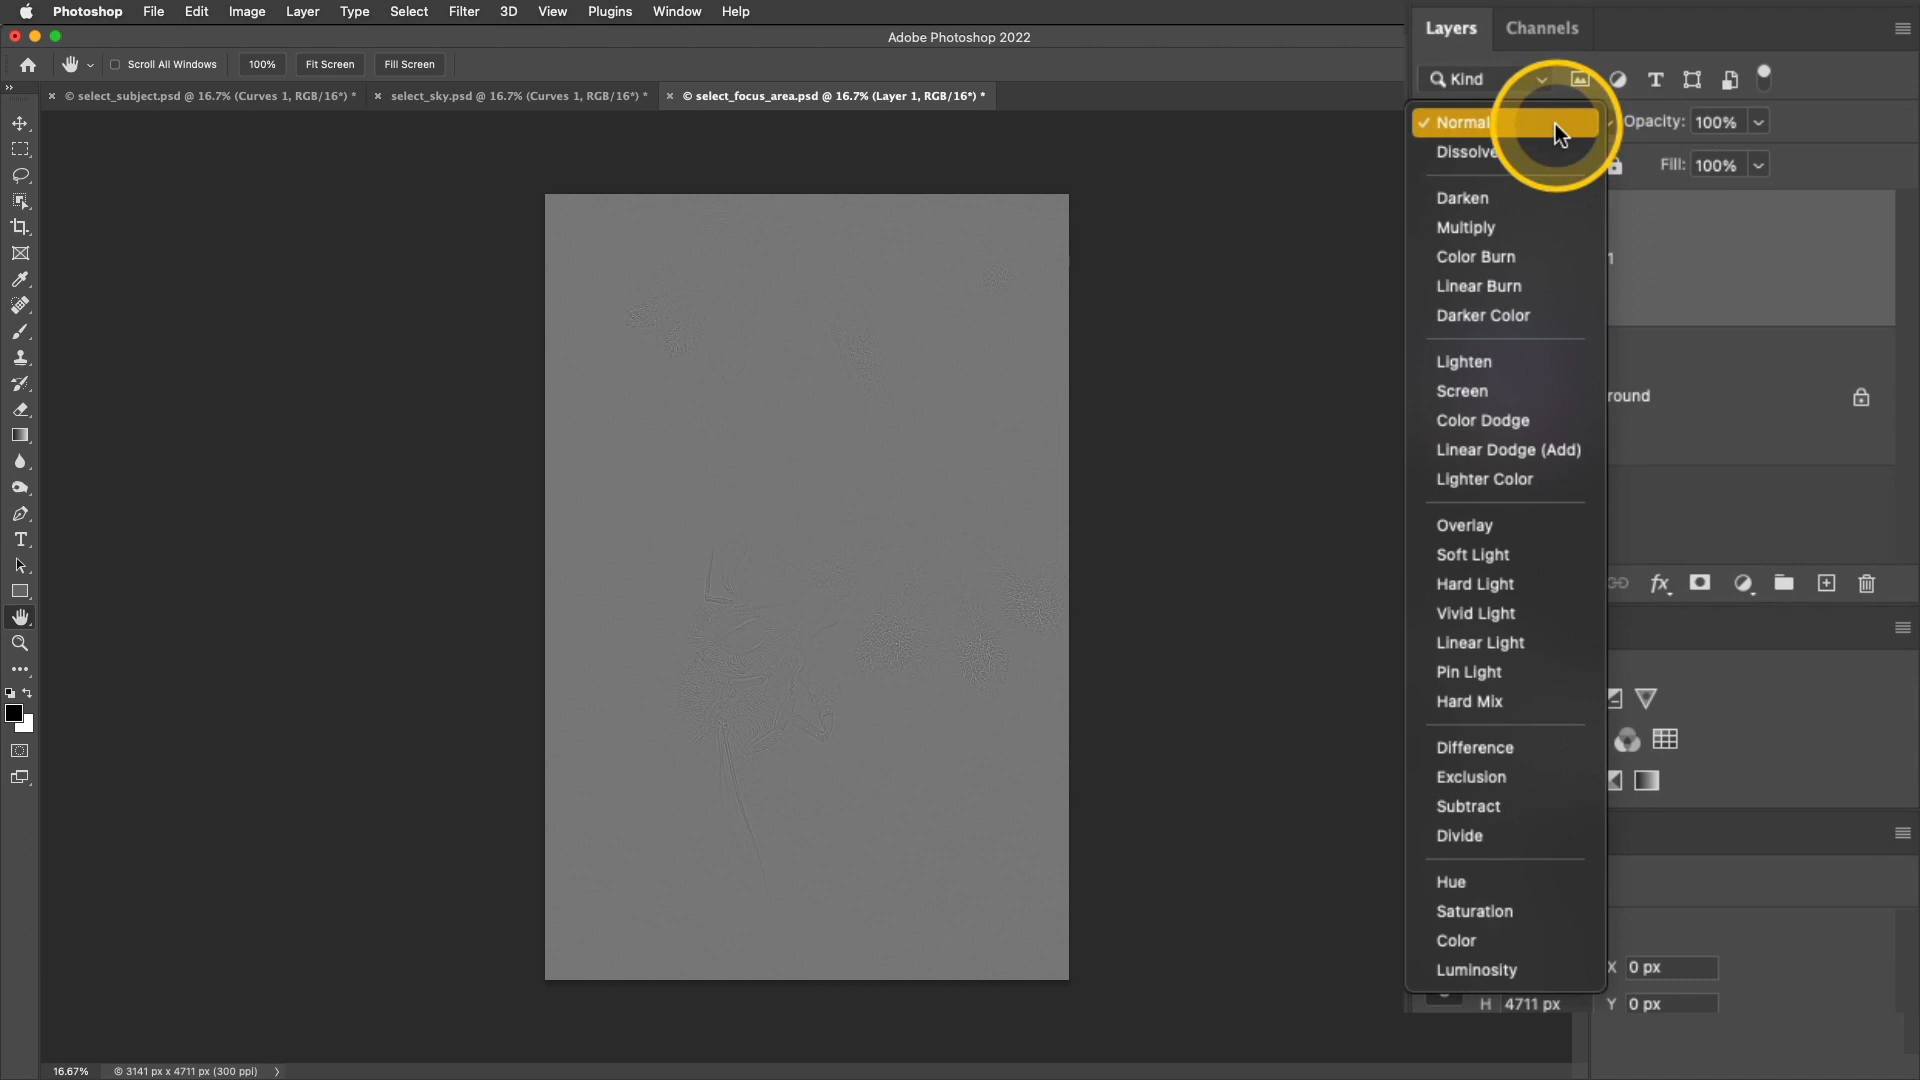 Photoshop File Edit Image Layer Type Select Filter 3D View Plugins Window Help
Adobe Photoshop 2022
Scroll All Windows 100% Fit Screen Fill Screen
© select_subject.psd @ 16.7% (Curves 1, RGB/16*) *
select_sky.psd @ 16.7% (Curves 1, RGB/16*) *
© select_focus_area.psd @ 16.7% (Layer 1, RGB/16*) *
Layers Channels
Kind
Normal
Opacity: 100%
Dissolve
Fill: 100%
Darken
Multiply
Color Burn
1
Linear Burn
Darker Color
Lighten
Screen
round
Color Dodge
Linear Dodge (Add)
Lighter Color
Overlay
Soft Light
Hard Light
Vivid Light
Linear Light
Pin Light
Hard Mix
Difference
Exclusion
Subtract
Divide
Hue
Saturation
Color
Luminosity
X 0 px
H 4711 px Y 0 px
16.67% © 3141 px x 4711 px (300 ppi)